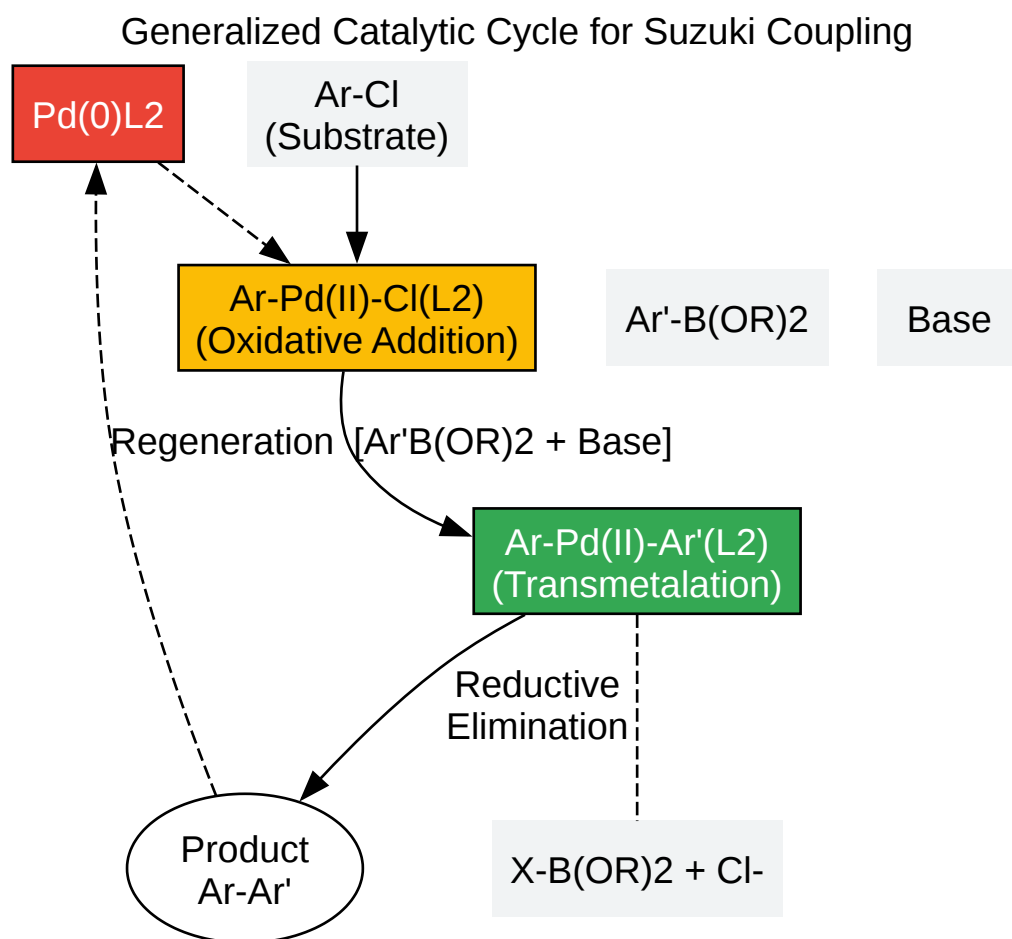 Generalized Catalytic Cycle for Suzuki Coupling
Pd(0)L2
Ar-Cl
(Substrate)
Ar-Pd(II)-Cl(L2)
(Oxidative Addition)
Ar'-B(OR)2
Base
Regeneration
[Ar'B(OR)2 + Base]
Ar-Pd(II)-Ar'(L2)
(Transmetalation)
Reductive
Elimination
Product
Ar-Ar'
X-B(OR)2 + Cl-